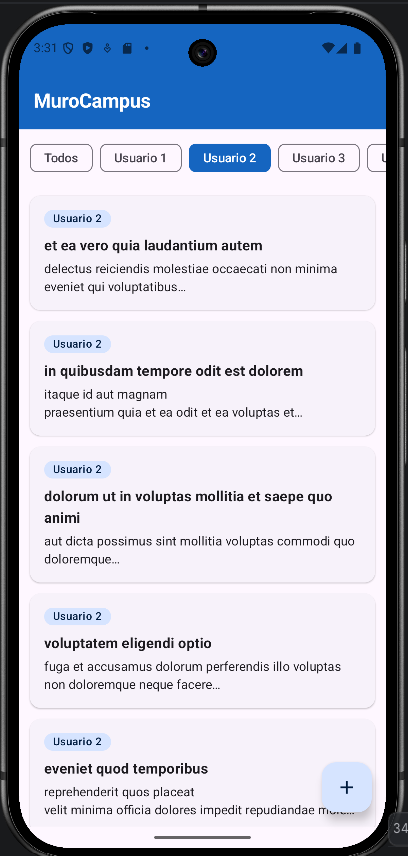 3:31
MuroCampus
Todos
Usuario 1
Usuario 2
Usuario 3
Usuario 2
et ea vero quia laudantium autem
delectus reiciendis molestiae occaecati non minima
eveniet qui voluptatibus…
Usuario 2
in quibusdam tempore odit est dolorem
itaque id aut magnam
praesentium quia et ea odit et ea voluptas et…
Usuario 2
dolorum ut in voluptas mollitia et saepe quo
animi
aut dicta possimus sint mollitia voluptas commodi quo
doloremque…
Usuario 2
voluptatem eligendi optio
fuga et accusamus dolorum perferendis illo voluptas
non doloremque neque facere…
Usuario 2
eveniet quod temporibus
reprehenderit quos placeat
velit minima officia dolores impedit repudiandae
+
34